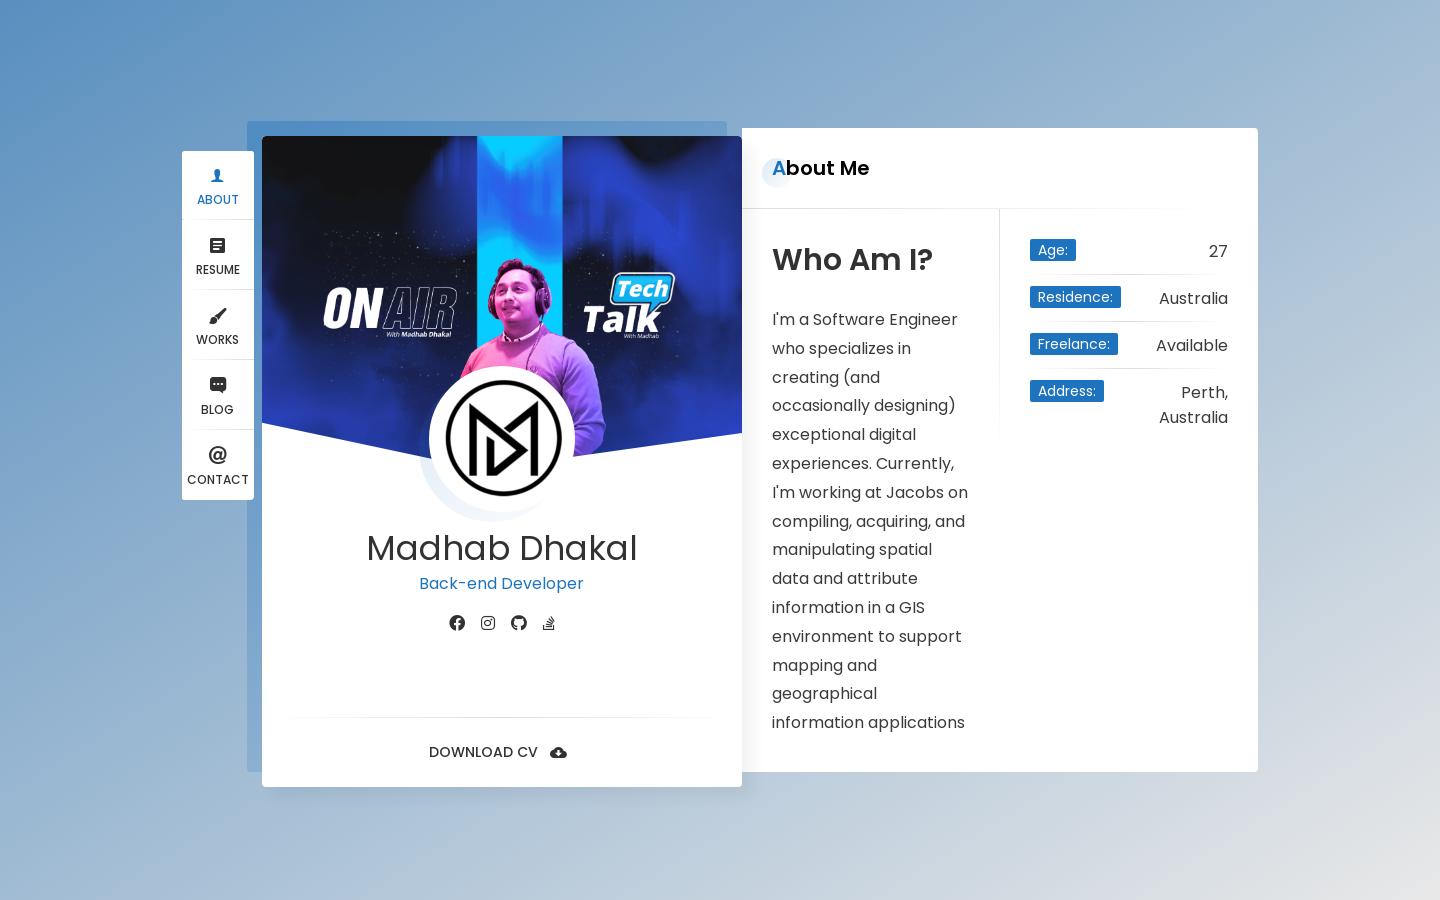 ABOUT
RESUME
WORKS
BLOG
CONTACT
ON AIR
With Madhab Dhakal
Tech
Talk
With Madhab
Madhab Dhakal
Back-end Developer
DOWNLOAD CV
About Me
Who Am I?
I'm a Software Engineer
who specializes in
creating (and
occasionally designing)
exceptional digital
experiences. Currently,
I'm working at Jacobs on
compiling, acquiring, and
manipulating spatial
data and attribute
information in a GIS
environment to support
mapping and
geographical
information applications
Age: 27
Residence: Australia
Freelance: Available
Address: Perth,
Australia